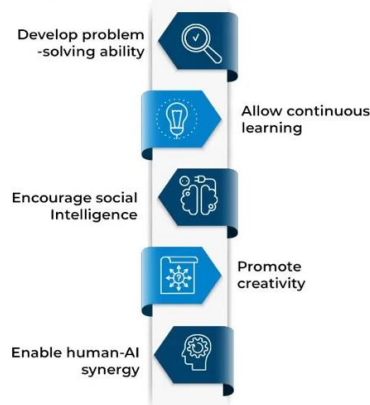 Develop problem
-solving ability
Allow continuous
learning
Encourage social
Intelligence
?
Promote
creativity
Enable human-AI
synergy